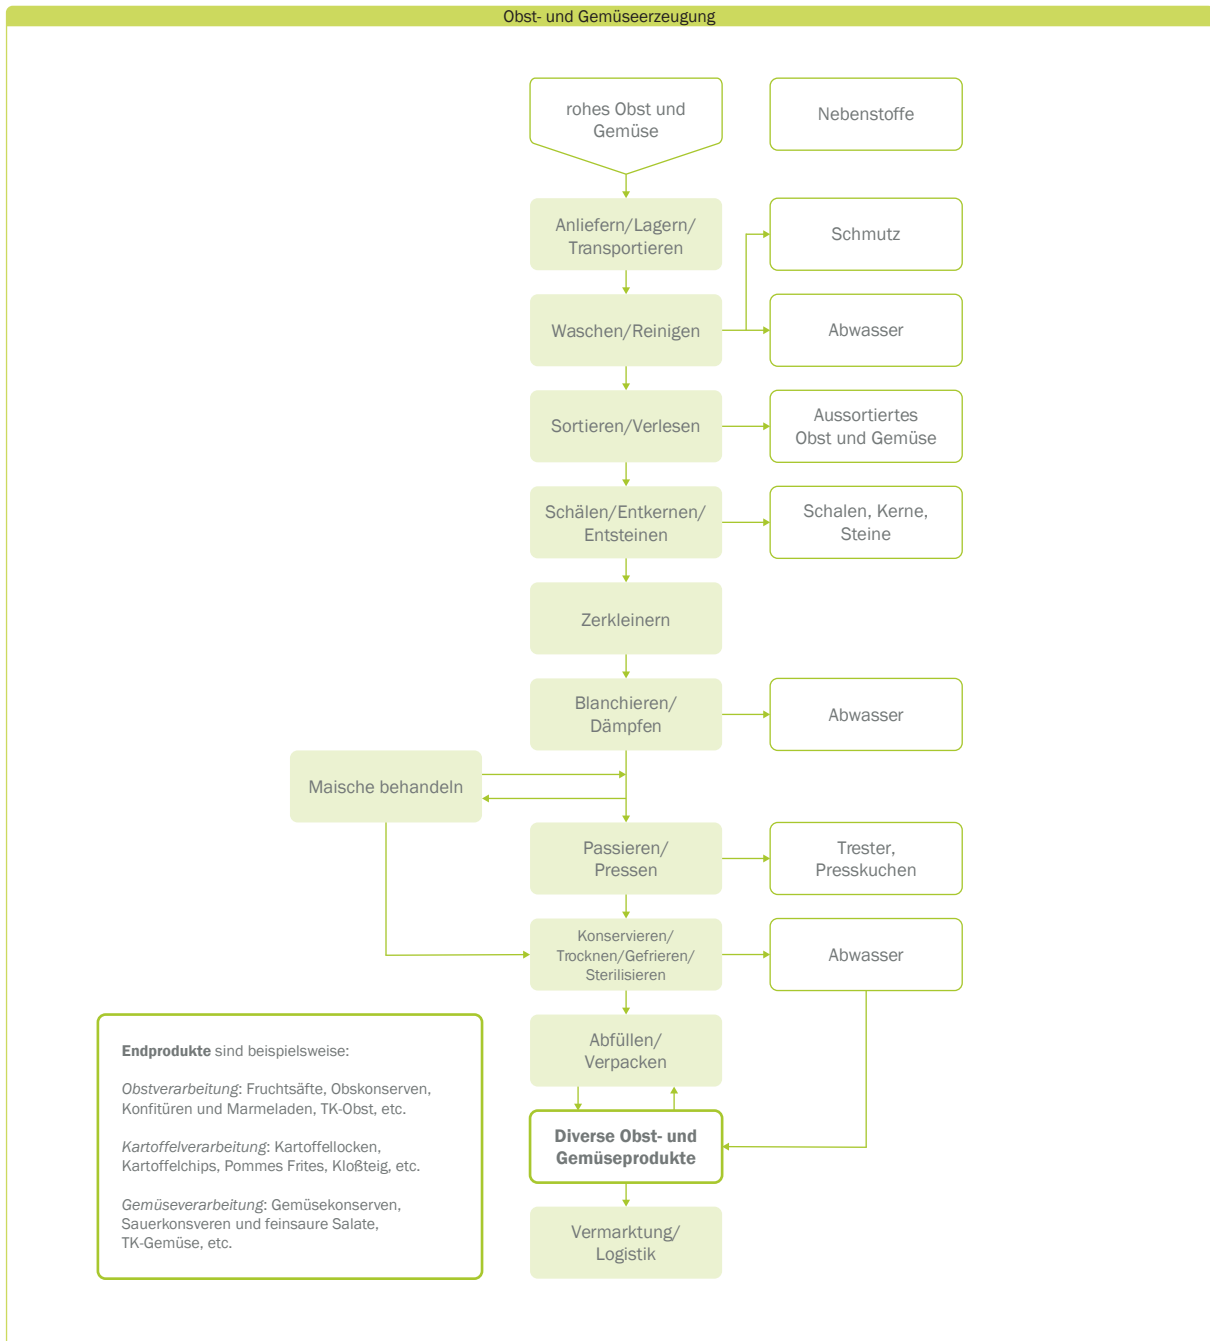 Obst- und Gemüseerzeugung
rohes Obst und
Gemüse
Nebenstoffe
Anliefern/Lagern/
Transportieren
Schmutz
Waschen/Reinigen
Abwasser
Sortieren/Verlesen
Aussortiertes
Obst und Gemüse
Schälen/Entkernen/
Entsteinen
Schalen, Kerne,
Steine
Zerkleinern
Blanchieren/
Dämpfen
Abwasser
Maische behandeln
Passieren/
Pressen
Trester,
Presskuchen
Konservieren/
Trocknen/Gefrieren/
Sterilisieren
Abwasser
Abfüllen/
Verpacken
Diverse Obst- und
Gemüseprodukte
Vermarktung/
Logistik
Endprodukte sind beispielsweise:
Obstverarbeitung: Fruchtsäfte, Obskonserven,
Konfitüren und Marmeladen, TK-Obst, etc.
Kartoffelverarbeitung: Kartoffellocken,
Kartoffelchips, Pommes Frites, Kloßteig, etc.
Gemüseverarbeitung: Gemüsekonserven,
Sauerkonsveren und feinsaure Salate,
TK-Gemüse, etc.